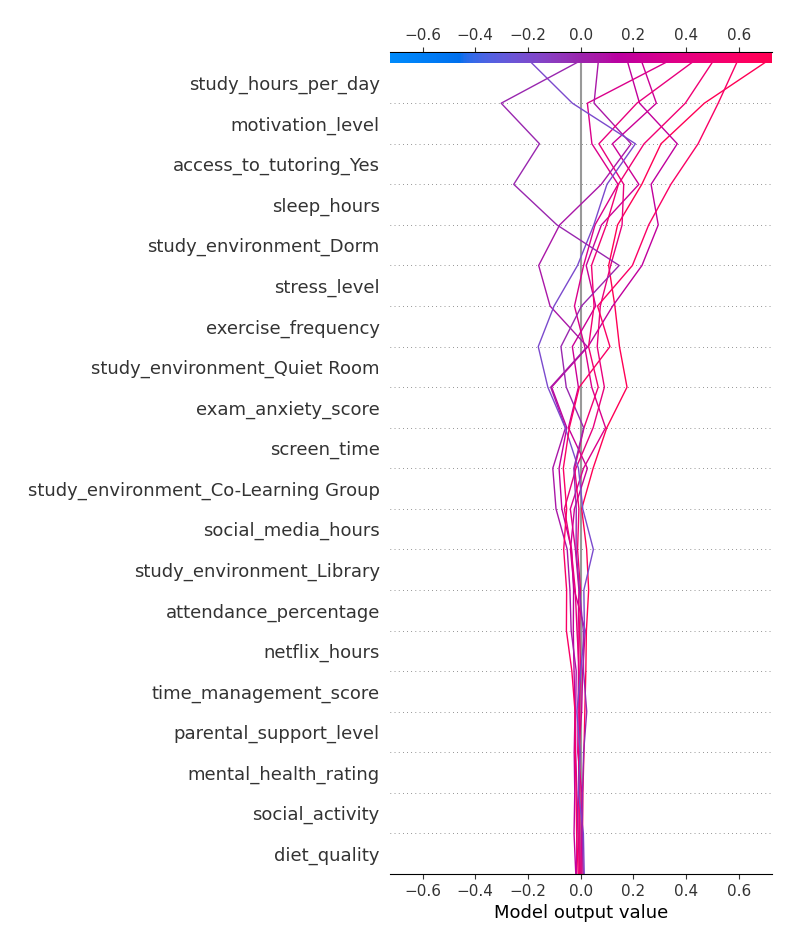 −0.6 −0.4 −0.2 0.0 0.2 0.4 0.6
study_hours_per_day
motivation_level
access_to_tutoring_Yes
sleep_hours
study_environment_Dorm
stress_level
exercise_frequency
study_environment_Quiet Room
exam_anxiety_score
screen_time
study_environment_Co-Learning Group
social_media_hours
study_environment_Library
attendance_percentage
netflix_hours
time_management_score
parental_support_level
mental_health_rating
social_activity
diet_quality
−0.6 −0.4 −0.2 0.0 0.2 0.4 0.6
Model output value